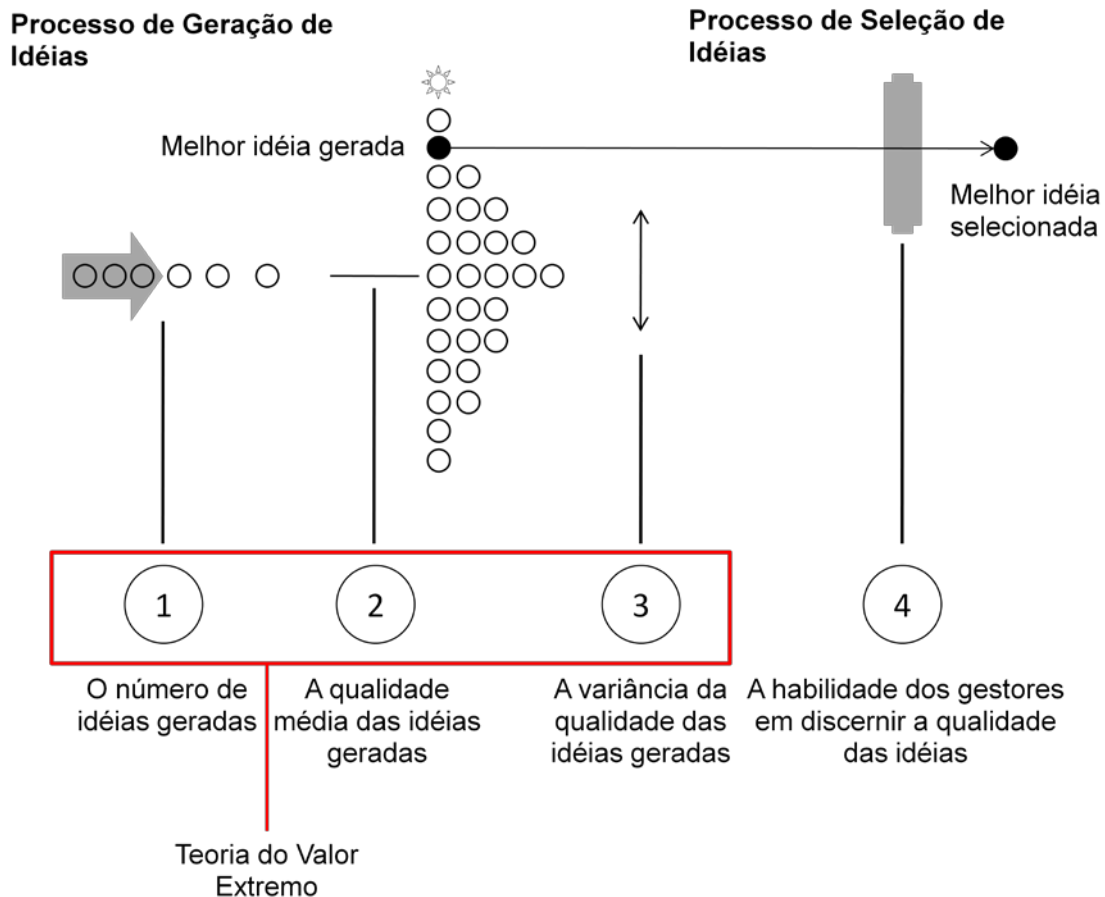 Processo de Geração de
Idéias
Processo de Seleção de
Idéias
Melhor idéia gerada
Melhor idéia
selecionada
1
2
3
4
O número de
idéias geradas
A qualidade
média das idéias
geradas
A variância da
qualidade das
idéias geradas
A habilidade dos gestores
em discernir a qualidade
das idéias
Teoria do Valor
Extremo